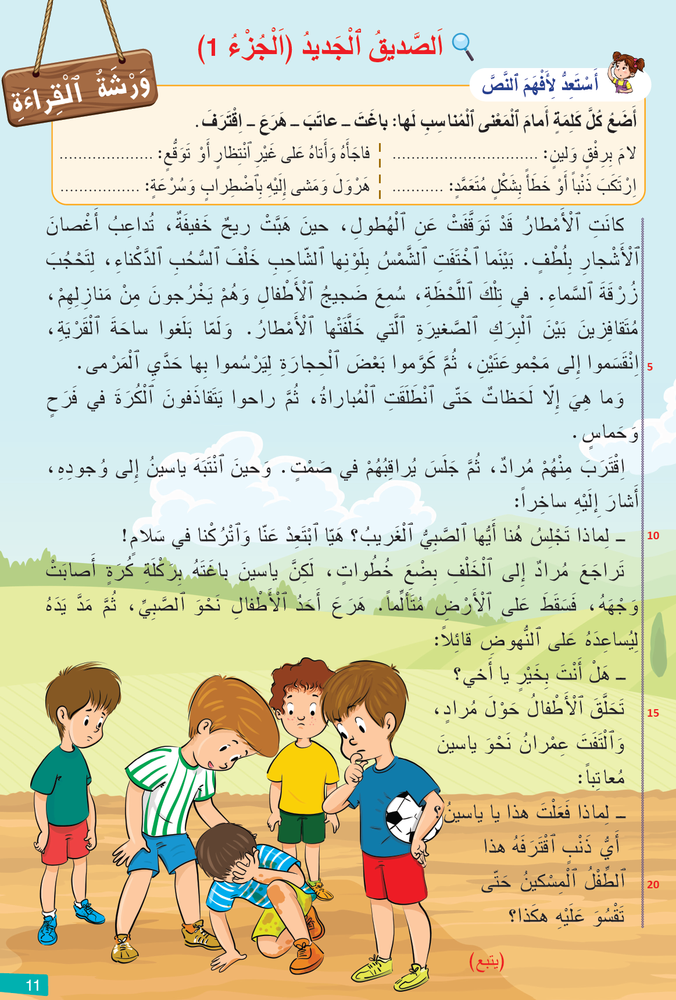 اَلصَّديقُ ٱلْجَديدُ (اَلْجُزْءُ 1)
وَرْشَةُ ٱلْقِراءَةِ
أَسْتَعِدُّ لِأَفْهَمَ ٱلنَّصَّ
أَضَعُ كُلَّ كَلِمَةٍ أَمامَ ٱلْمَعْنى ٱلْمُناسِبِ لَها: باغَتَ ــ عاتَبَ ــ هَرَعَ ــ اِقْتَرَفَ.
لامَ بِرِفْقٍ وَلينٍ: ............................... فاجَأَهُ وَأَتاهُ عَلى غَيْرِ ٱنْتِظارٍ أَوْ تَوَقُّعٍ: ....................
اِرْتَكَبَ ذَنْباً أَوْ خَطَأً بِشَكْلٍ مُتَعَمَّدٍ: ........... هَرْوَلَ وَمَشى إِلَيْهِ بِٱضْطِرابٍ وَسُرْعَةٍ: .................
كانَتِ ٱلْأَمْطارُ قَدْ تَوَقَّفَتْ عَنِ ٱلْهُطولِ، حينَ هَبَّتْ ريحٌ خَفيفَةٌ، تُداعِبُ أَغْصانَ
ٱلْأَشْجارِ بِلُطْفٍ. بَيْنَما ٱخْتَفَتِ ٱلشَّمْسُ بِلَوْنِها ٱلشّاحِبِ خَلْفَ ٱلسُّحُبِ ٱلدَّكْناءِ، لِتَحْجُبَ
زُرْقَةَ ٱلسَّماءِ. في تِلْكَ ٱللَّحْظَةِ، سُمِعَ ضَجيجُ ٱلْأَطْفالِ وَهُمْ يَخْرُجونَ مِنْ مَنازِلِهِمْ،
مُتَقافِزينَ بَيْنَ ٱلْبِرَكِ ٱلصَّغيرَةِ ٱلَّتي خَلَّفَتْها ٱلْأَمْطارُ. وَلَمّا بَلَغوا ساحَةَ ٱلْقَرْيَةِ،
اِنْقَسَموا إِلى مَجْموعَتَيْنِ، ثُمَّ كَوَّموا بَعْضَ ٱلْحِجارَةِ لِيَرْسُموا بِها حَدَّيِ ٱلْمَرْمى. 5
وَما هِيَ إِلّا لَحَظاتٌ حَتّى ٱنْطَلَقَتِ ٱلْمُباراةُ، ثُمَّ راحوا يَتَقاذَفونَ ٱلْكُرَةَ في فَرَحٍ
وَحَماسٍ.
اِقْتَرَبَ مِنْهُمْ مُرادٌ، ثُمَّ جَلَسَ يُراقِبُهُمْ في صَمْتٍ. وَحينَ ٱنْتَبَهَ ياسينُ إِلى وُجودِهِ،
أَشارَ إِلَيْهِ ساخِراً:
ــ لِماذا تَجْلِسُ هُنا أَيُّها ٱلصَّبِيُّ ٱلْغَريبُ؟ هَيّا ٱبْتَعِدْ عَنّا وَٱتْرُكْنا في سَلامٍ! 10
تَراجَعَ مُرادٌ إِلى ٱلْخَلْفِ بِضْعَ خُطُواتٍ، لَكِنَّ ياسينَ باغَتَهُ بِرَكْلَةِ كُرَةٍ أَصابَتْ
وَجْهَهُ، فَسَقَطَ عَلى ٱلْأَرْضِ مُتَأَلِّماً. هَرَعَ أَحَدُ ٱلْأَطْفالِ نَحْوَ ٱلصَّبِيِّ، ثُمَّ مَدَّ يَدَهُ
لِيُساعِدَهُ عَلى ٱلنُّهوضِ قائِلاً:
ــ هَلْ أَنْتَ بِخَيْرٍ يا أَخي؟
تَحَلَّقَ ٱلْأَطْفالُ حَوْلَ مُرادٍ، 15
وَٱلْتَفَتَ عِمْرانُ نَحْوَ ياسينَ
مُعاتِباً:
ــ لِماذا فَعَلْتَ هذا يا ياسينُ؟
أَيُّ ذَنْبٍ ٱقْتَرَفَهُ هذا
ٱلطِّفْلُ ٱلْمِسْكينُ حَتّى 20
تَقْسُوَ عَلَيْهِ هكَذا؟
(يتبع)
11